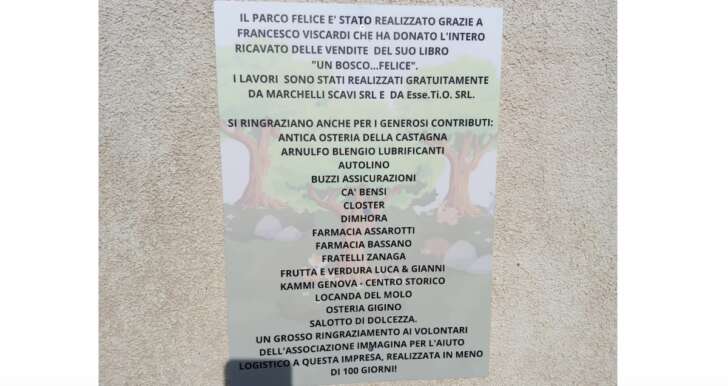 IL PARCO FELICE E' STATO REALIZZATO GRAZIE A
FRANCESCO VISCARDI CHE HA DONATO L'INTERO
RICAVATO DELLE VENDITE DEL SUO LIBRO
"UN BOSCO...FELICE".
I LAVORI SONO STATI REALIZZATI GRATUITAMENTE
DA MARCHELLI SCAVI SRL E DA Esse.Ti.O. SRL.
SI RINGRAZIANO ANCHE PER I GENEROSI CONTRIBUTI:
ANTICA OSTERIA DELLA CASTAGNA
ARNULFO BLENGIO LUBRIFICANTI
AUTOLINO
BUZZI ASSICURAZIONI
CA' BENSI
CLOSTER
DIMHORA
FARMACIA ASSAROTTI
FARMACIA BASSANO
FRATELLI ZANAGA
FRUTTA E VERDURA LUCA & GIANNI
KAMMI GENOVA - CENTRO STORICO
LOCANDA DEL MOLO
OSTERIA GIGINO
SALOTTO DI DOLCEZZA.
UN GROSSO RINGRAZIAMENTO AI VOLONTARI
DELL'ASSOCIAZIONE IMMAGINA PER L'AIUTO
LOGISTICO A QUESTA IMPRESA, REALIZZATA IN MENO
DI 100 GIORNI!